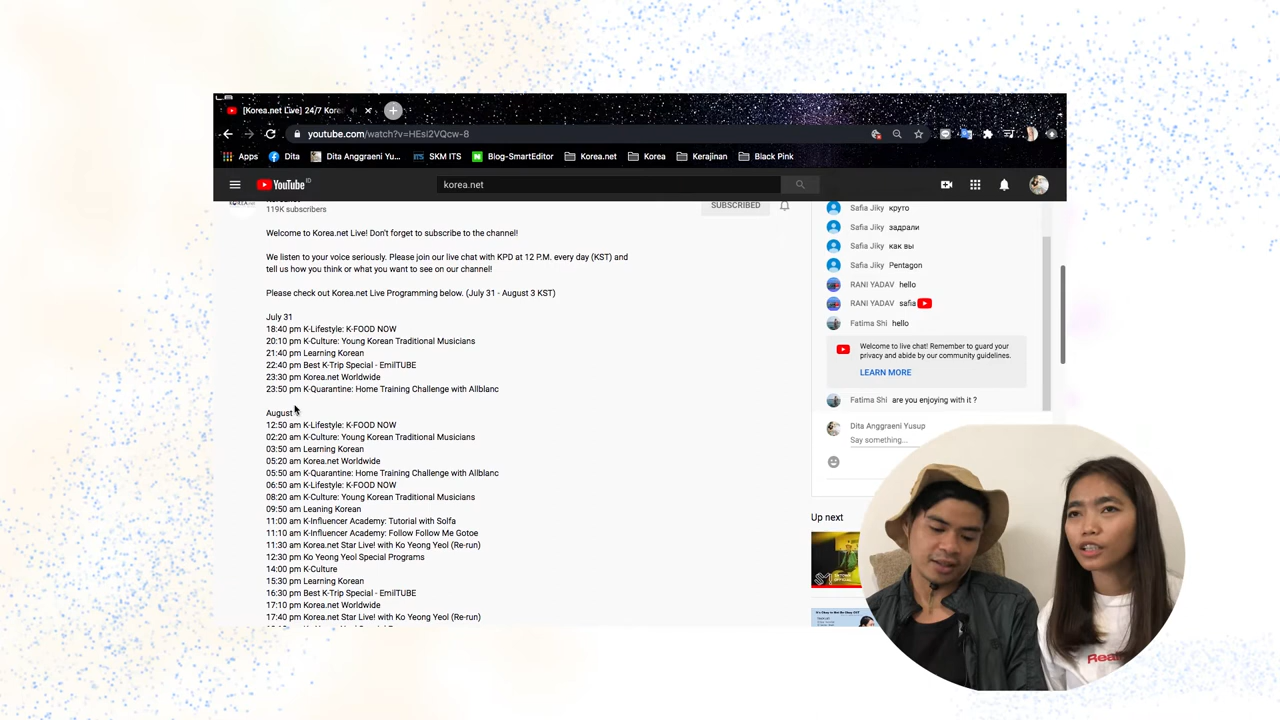 [Korea.net Live] 24/7 Kore
youtube.com/watch?v=HEsI2VQcw-8
Apps Dita Dita Anggraeni Yu... SKM ITS Blog-SmartEditor Korea.net Korea Kerajinan Black Pink
YouTube ID
korea.net
119K subscribers
SUBSCRIBED
Welcome to Korea.net Live! Don't forget to subscribe to the channel!
We listen to your voice seriously. Please join our live chat with KPD at 12 P.M. every day (KST) and
tell us how you think or what you want to see on our channel!
Please check out Korea.net Live Programming below. (July 31 - August 3 KST)
July 31
18:40 pm K-Lifestyle: K-FOOD NOW
20:10 pm K-Culture: Young Korean Traditional Musicians
21:40 pm Learning Korean
22:40 pm Best K-Trip Special - EmilTUBE
23:30 pm Korea.net Worldwide
23:50 pm K-Quarantine: Home Training Challenge with Allblanc
August
12:50 am K-Lifestyle: K-FOOD NOW
02:20 am K-Culture: Young Korean Traditional Musicians
03:50 am Learning Korean
05:20 am Korea.net Worldwide
05:50 am K-Quarantine: Home Training Challenge with Allblanc
06:50 am K-Lifestyle: K-FOOD NOW
08:20 am K-Culture: Young Korean Traditional Musicians
09:50 am Leaning Korean
11:00 am K-Influencer Academy: Tutorial with Solfa
11:10 am K-Influencer Academy: Follow Follow Me Gotoe
11:30 am Korea.net Star Live! with Ko Yeong Yeol (Re-run)
12:30 pm Ko Yeong Yeol Special Programs
14:00 pm K-Culture
15:30 pm Learning Korean
16:30 pm Best K-Trip Special - EmilTUBE
17:10 pm Korea.net Worldwide
17:40 pm Korea.net Star Live! with Ko Yeong Yeol (Re-run)
Safia Jiky круто
Safia Jiky задрали
Safia Jiky как вы
Safia Jiky Pentagon
RANI YADAV hello
RANI YADAV safia
Fatima Shi hello
Welcome to live chat! Remember to guard your
privacy and abide by our community guidelines.
LEARN MORE
Fatima Shi are you enjoying with it ?
Dita Anggraeni Yusup
Say something...
Up next